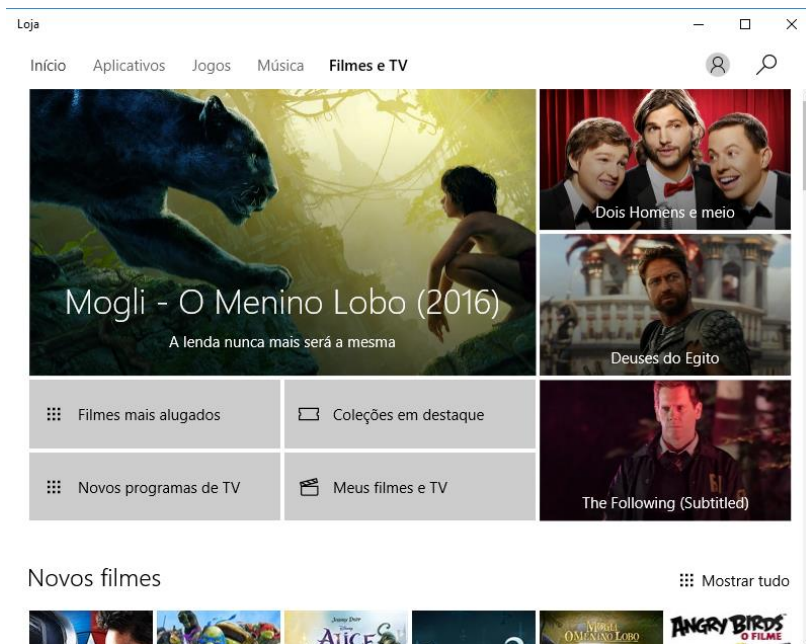 Loja
Início Aplicativos Jogos Música Filmes e TV
Dois Homens e meio
Mogli - O Menino Lobo (2016)
A lenda nunca mais será a mesma
Deuses do Egito
Filmes mais alugados
Coleções em destaque
Novos programas de TV
Meus filmes e TV
The Following (Subtitled)
Novos filmes
Mostrar tudo
ALICE
MOGLI
O MENINO LOBO
ANGRY BIRDS
O FILME